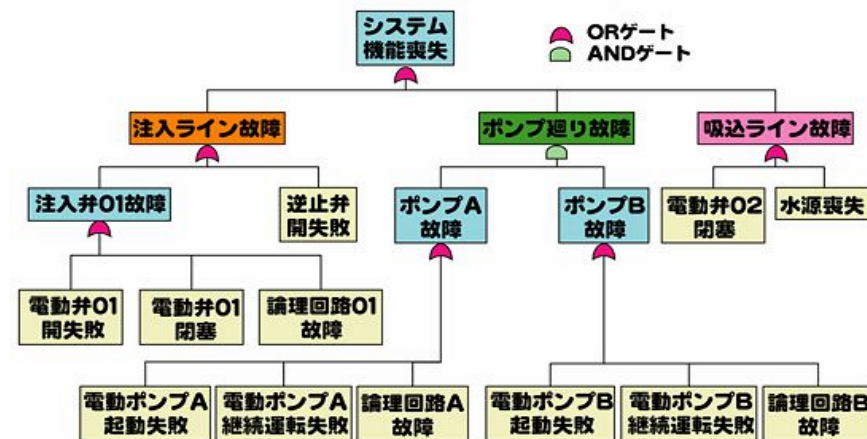 システム
機能喪失
ORゲート
ANDゲート
注入ライン故障
ポンプ廻り故障
吸込ライン故障
注入弁01故障
逆止弁
開失敗
ポンプA
故障
ポンプB
故障
電動弁02
閉塞
水源喪失
電動弁01
開失敗
電動弁01
閉塞
論理回路01
故障
電動ポンプA
起動失敗
電動ポンプA
継続運転失敗
論理回路A
故障
電動ポンプB
起動失敗
電動ポンプB
継続運転失敗
論理回路B
故障